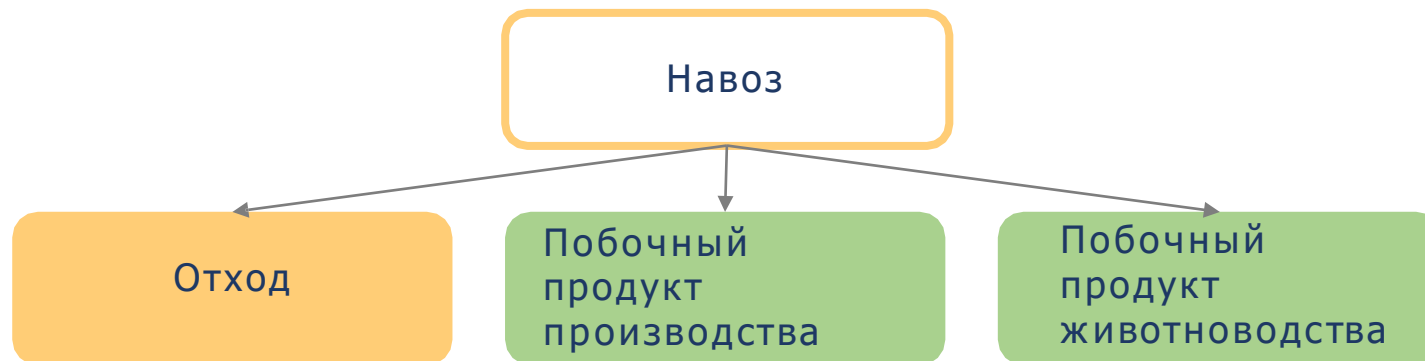 Навоз
Отход
Побочный
продукт
производства
Побочный
продукт
животноводства